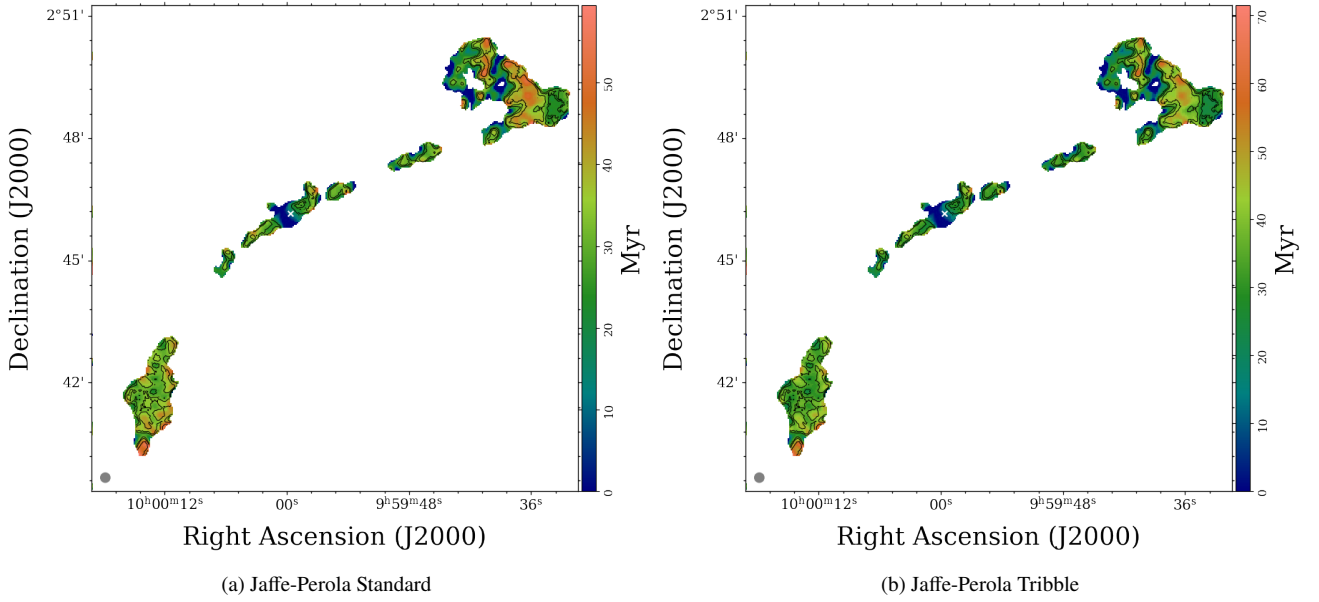 2°51'
48'
45'
42'
Declination (J2000)
10ʰ00ᵐ12ˢ 00ˢ 9ʰ59ᵐ48ˢ 36ˢ
Right Ascension (J2000)
0 10 20 30 40 50
Myr
(a) Jaffe-Perola Standard
2°51'
48'
45'
42'
Declination (J2000)
10ʰ00ᵐ12ˢ 00ˢ 9ʰ59ᵐ48ˢ 36ˢ
Right Ascension (J2000)
0 10 20 30 40 50 60 70
Myr
(b) Jaffe-Perola Tribble